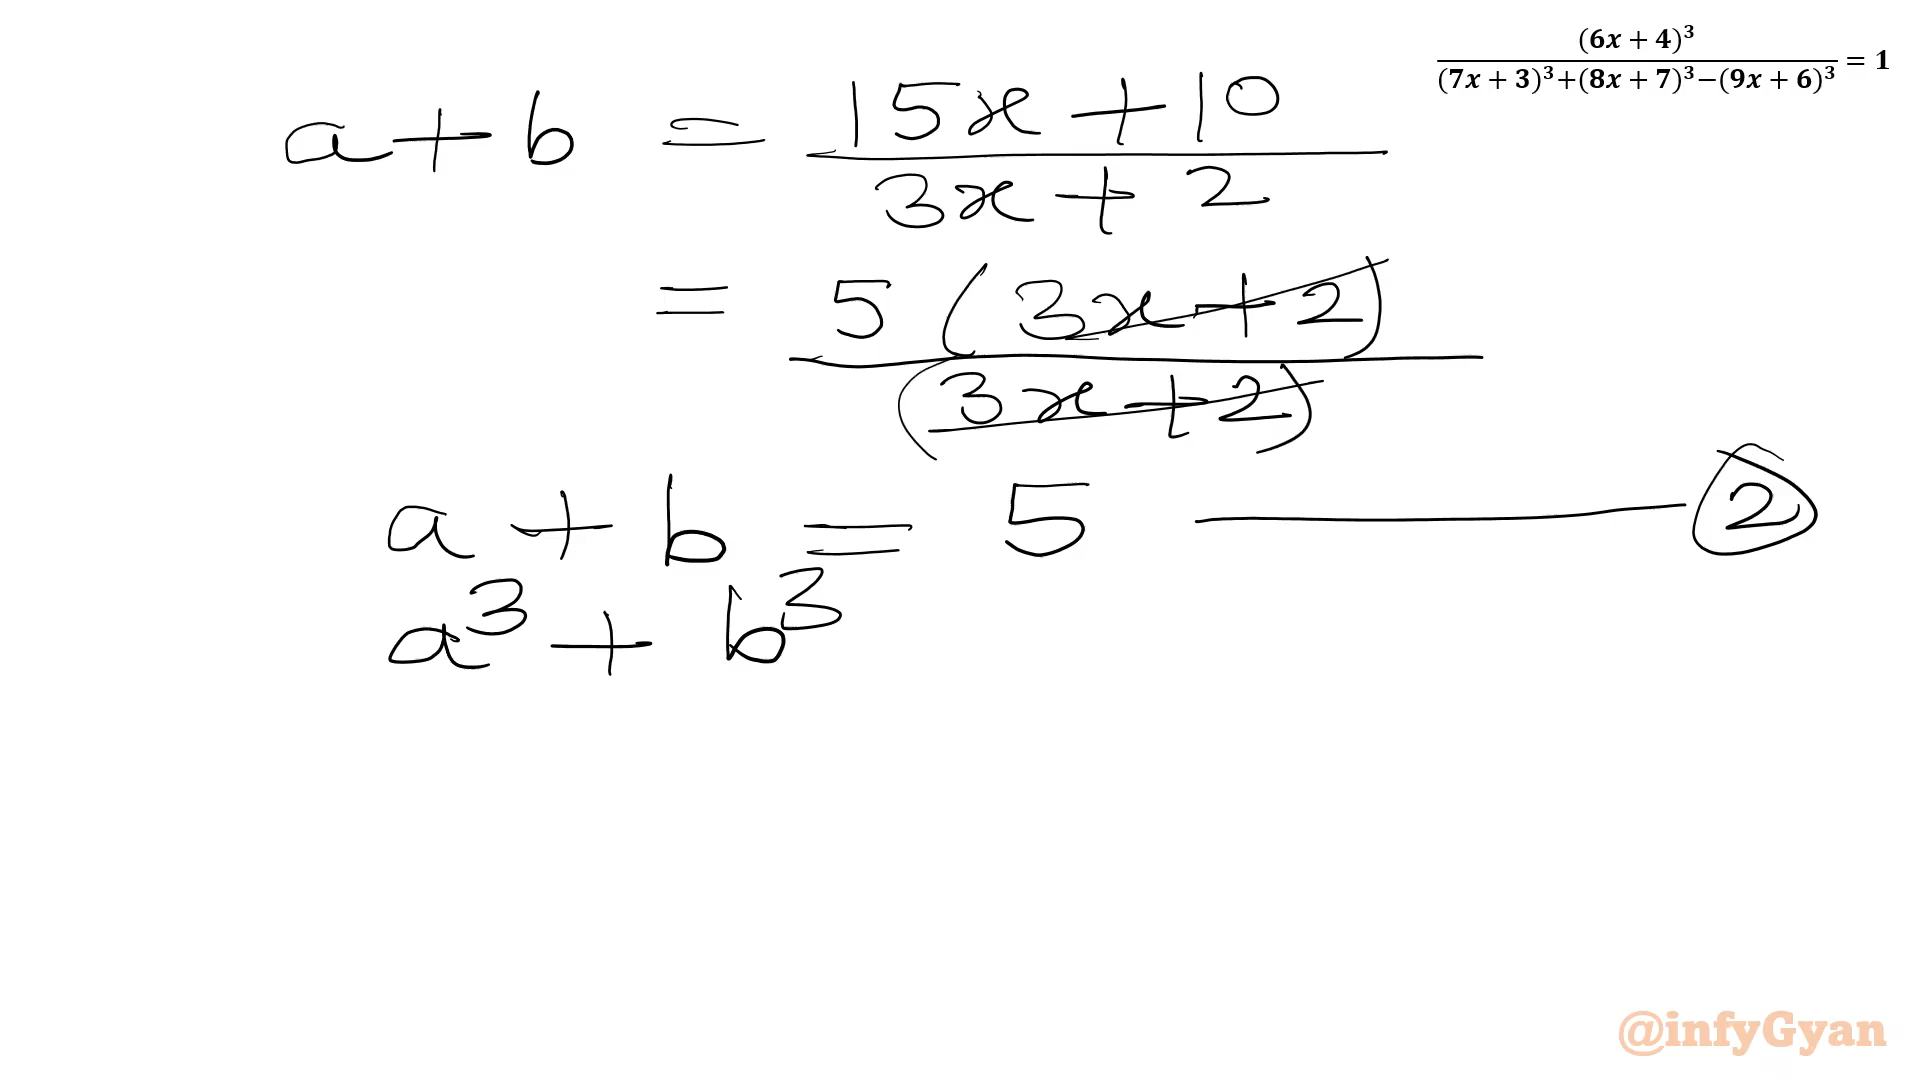 (6x + 4)³ / (7x + 3)³+(8x + 7)³−(9x + 6)³ = 1
a + b = 15x + 10 / 3x + 2
= 5 (3x + 2) / (3x + 2)
a + b = 5 ——— 2
a³ + b³
@infyGyan